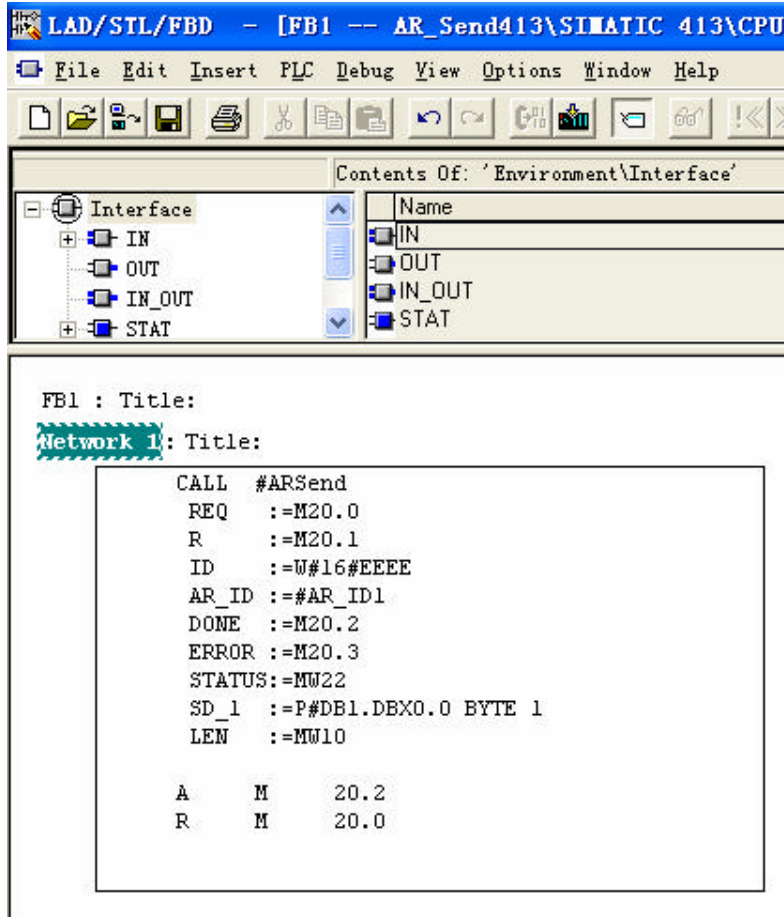 LAD/STL/FBD - [FB1 -- AR_Send413\SIMATIC 413\CPU
File Edit Insert PLC Debug View Options Window Help
Contents Of: 'Environment\Interface'
Interface
IN
OUT
IN_OUT
STAT
Name
IN
OUT
IN_OUT
STAT
FB1 : Title:
Network 1: Title:
CALL #ARSend
REQ :=M20.0
R :=M20.1
ID :=W#16#EEEE
AR_ID :=#AR_ID1
DONE :=M20.2
ERROR :=M20.3
STATUS:=MW22
SD_1 :=P#DB1.DBX0.0 BYTE 1
LEN :=MW10
A M 20.2
R M 20.0